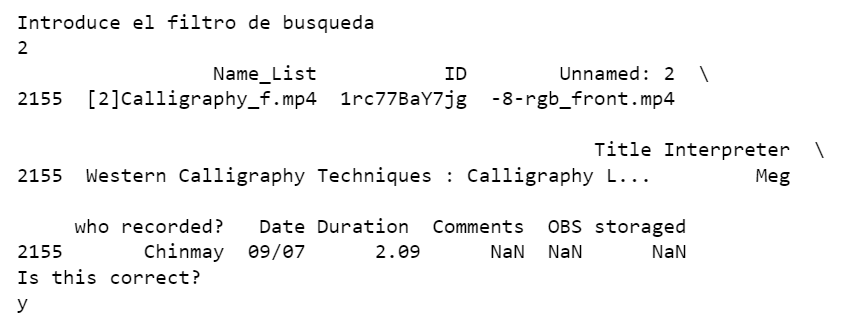 Introduce el filtro de busqueda
2
Name_List ID Unnamed: 2 \
2155 [2]Calligraphy_f.mp4 1rc77BaY7jg -8-rgb_front.mp4
Title Interpreter \
2155 Western Calligraphy Techniques : Calligraphy L... Meg
who recorded? Date Duration Comments OBS storaged
2155 Chinmay 09/07 2.09 NaN NaN NaN
Is this correct?
y